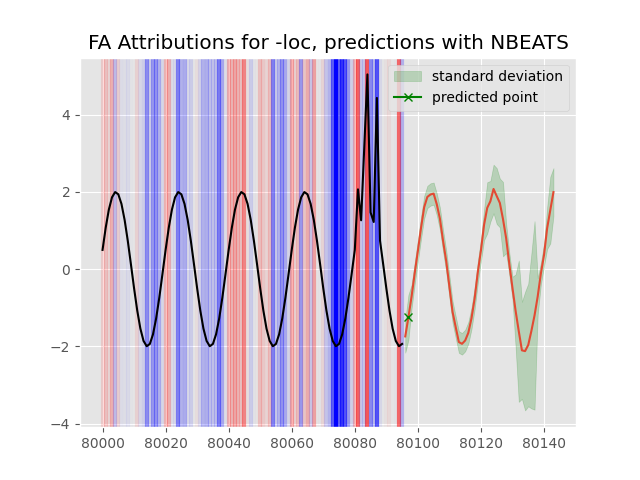 FA Attributions for -loc, predictions with NBEATS
standard deviation
predicted point
4
2
0
−2
−4
80000 80020 80040 80060 80080 80100 80120 80140